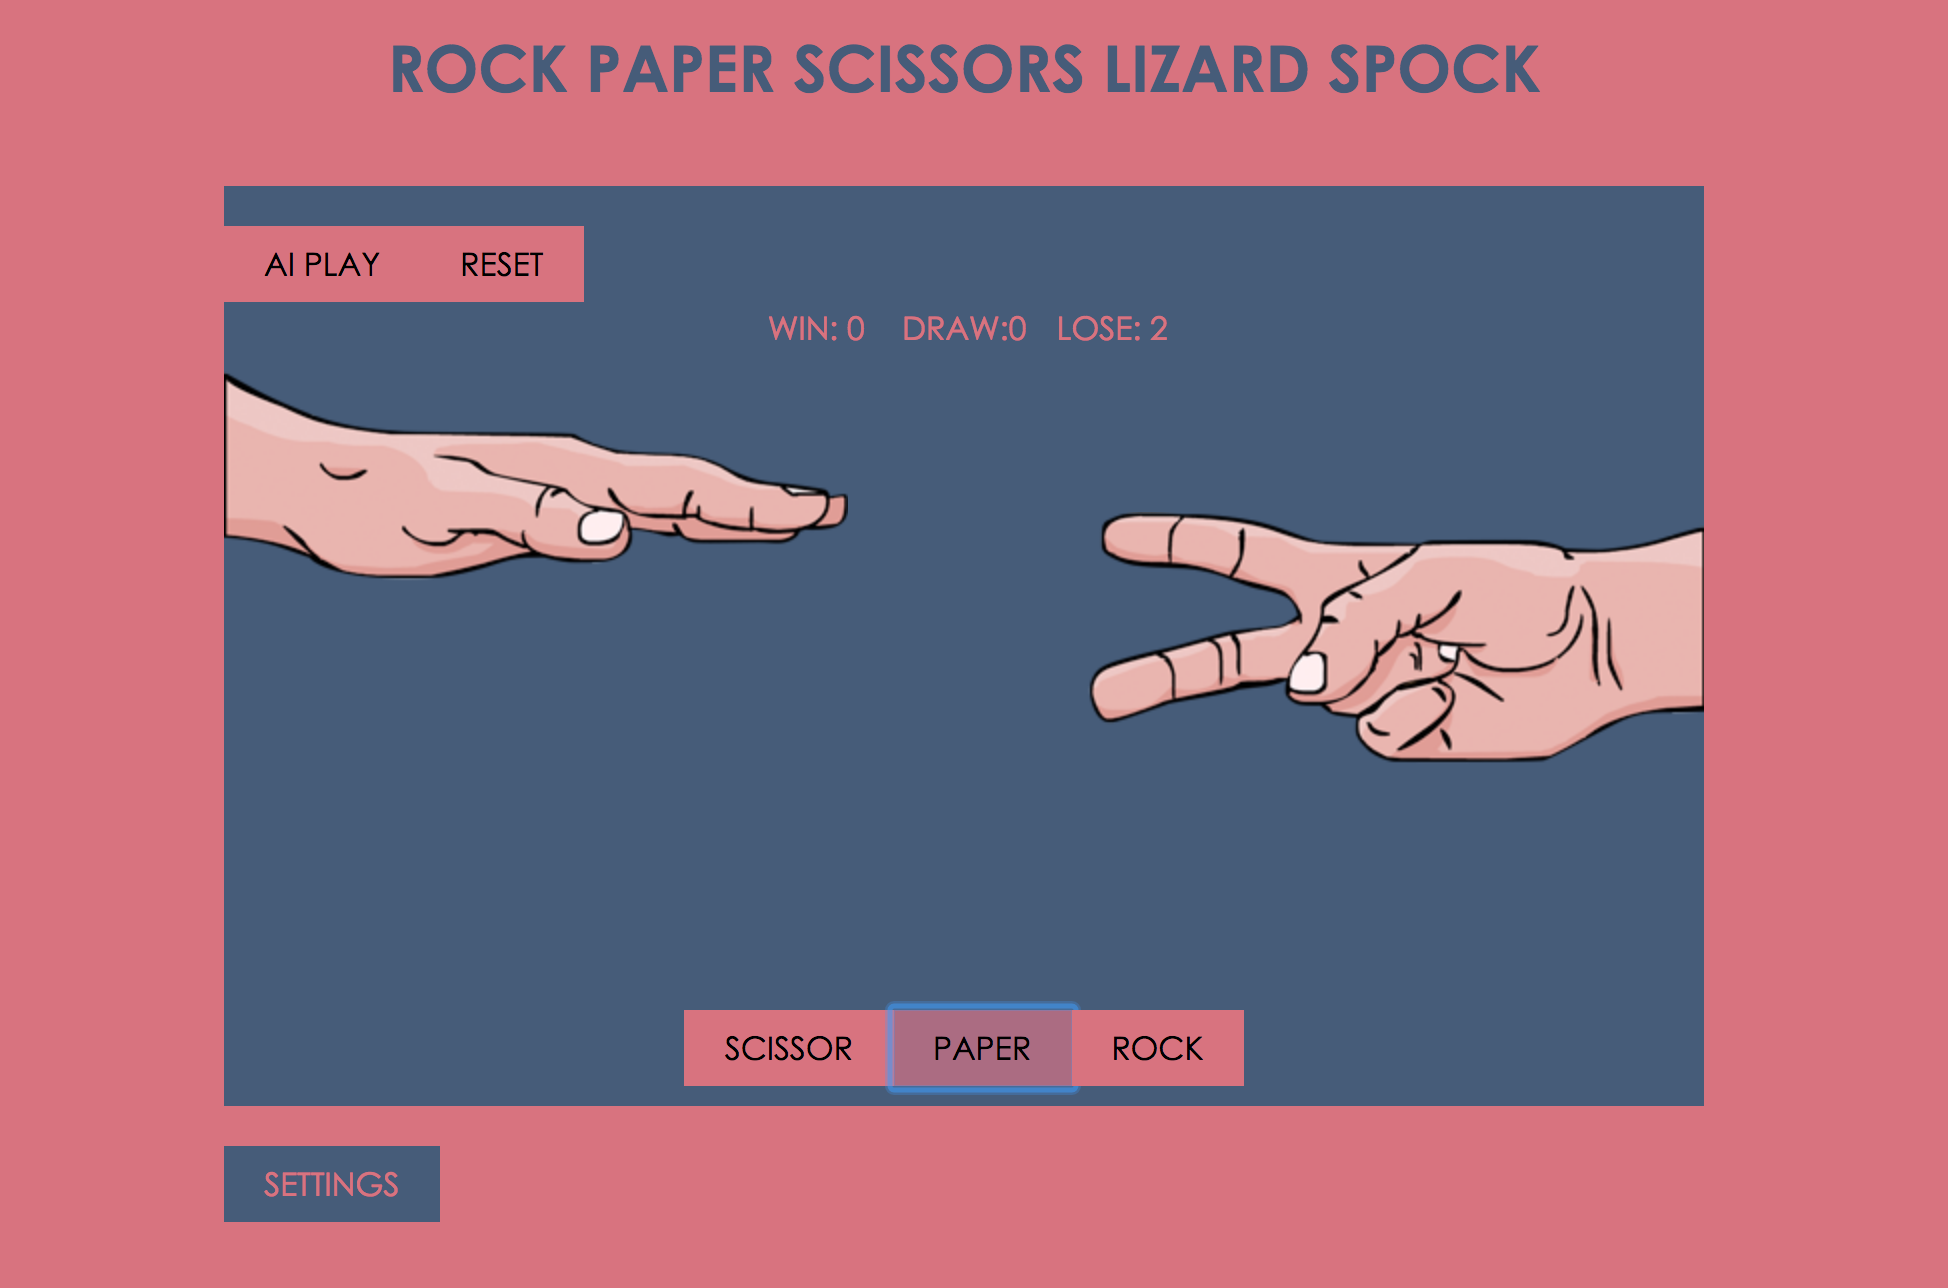 ROCK PAPER SCISSORS LIZARD SPOCK
AI PLAY RESET
WIN: 0 DRAW:0 LOSE: 2
SCISSOR PAPER ROCK
SETTINGS